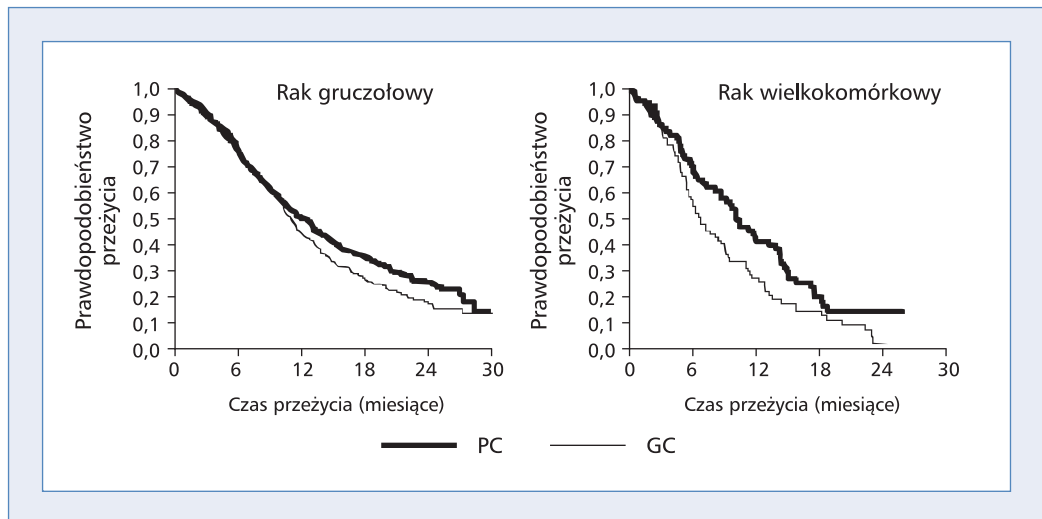 Rak gruczołowy
Prawdopodobieństwo
przeżycia
1,0
0,9
0,8
0,7
0,6
0,5
0,4
0,3
0,2
0,1
0,0
0 6 12 18 24 30
Czas przeżycia (miesiące)
Rak wielkokomórkowy
Prawdopodobieństwo
przeżycia
1,0
0,9
0,8
0,7
0,6
0,5
0,4
0,3
0,2
0,1
0,0
0 6 12 18 24 30
Czas przeżycia (miesiące)
PC GC